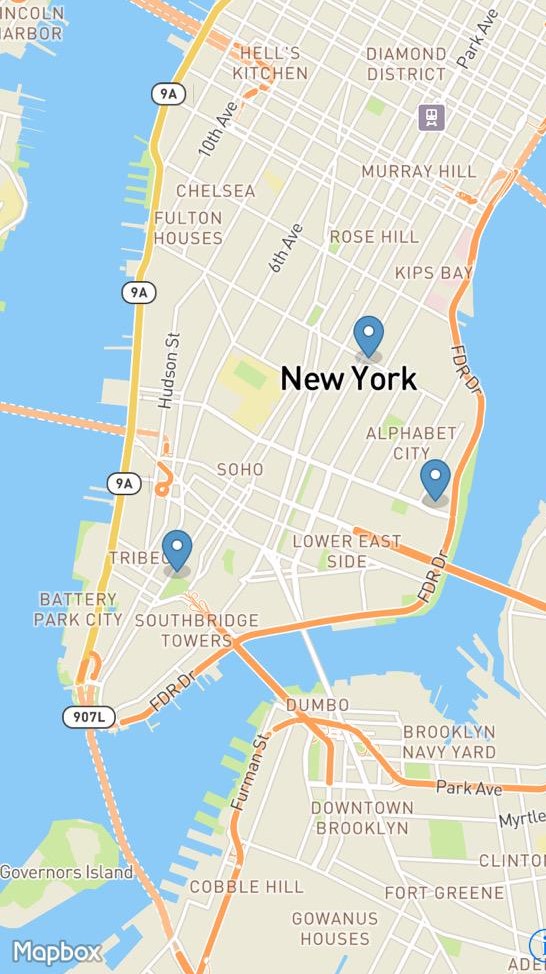 INCOLN
HARBOR
HELL'S
KITCHEN
DIAMOND
DISTRICT
Park Ave
9A
10th Ave
MURRAY HILL
CHELSEA
FULTON
HOUSES
6th Ave
ROSE HILL
KIPS BAY
9A
Hudson St
FDR Dr
New York
ALPHABET
CITY
SOHO
9A
TRIBEC
LOWER EAST
SIDE
FDR Dr
BATTERY
PARK CITY
SOUTHBRIDGE
TOWERS
FDR Dr
907L
DUMBO
BROOKLYN
NAVY YARD
Furman St
Park Ave
DOWNTOWN
BROOKLYN
Myrtle
Governors Island
CLINTO
COBBLE HILL
FORT GREENE
GOWANUS
HOUSES
Mapbox
i
ADE